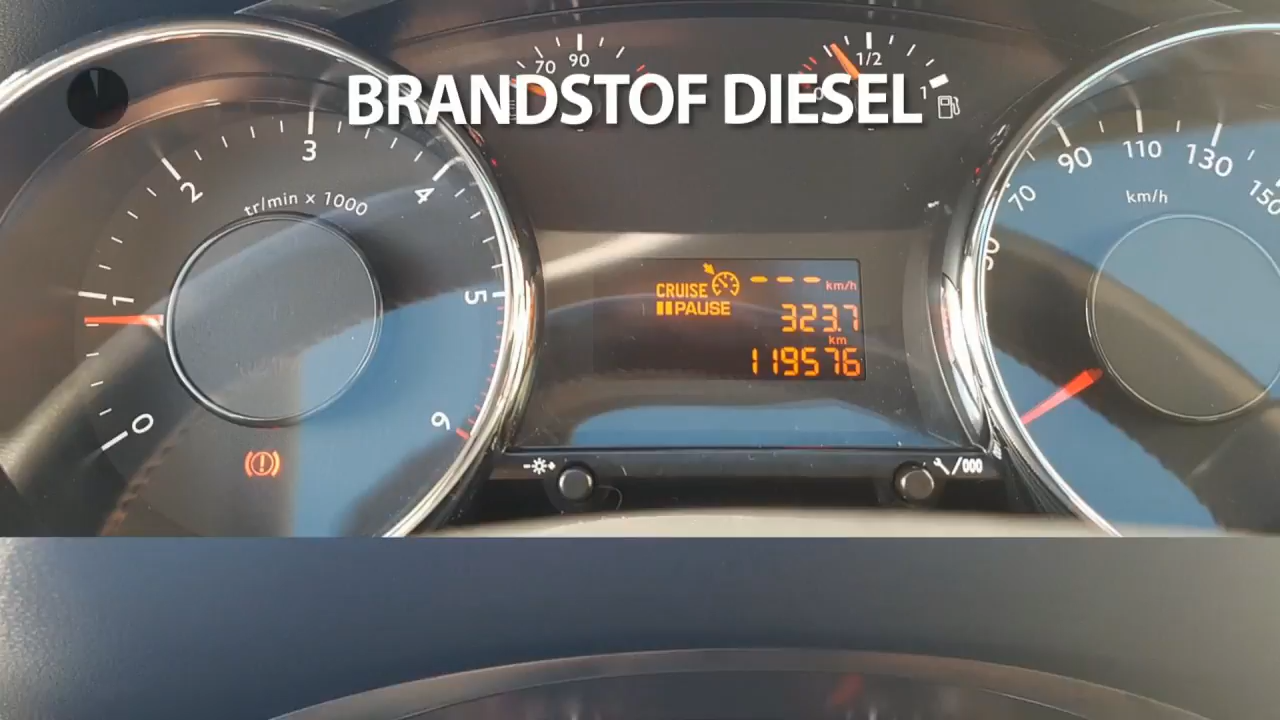 BRANDSTOF DIESEL
70 90
1/2
1
0 1 2 3 4 5 6
tr/min x 1000
CRUISE --- km/h
PAUSE
323.7
km
119576
70 90 110 130 150
km/h
/000